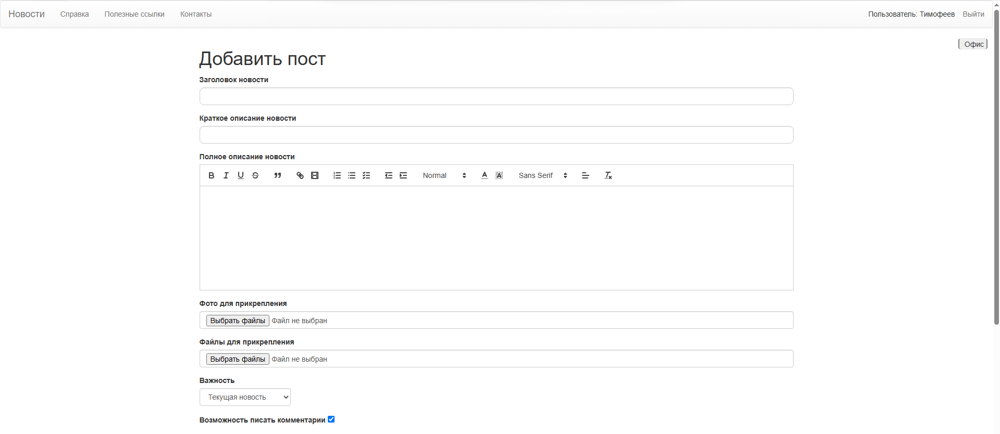 Новости Справка Полезные ссылки Контакты Пользователь: Тимофеев Выйти
Офис
Добавить пост
Заголовок новости
Краткое описание новости
Полное описание новости
Normal Sans Serif
Фото для прикрепления
Выбрать файлы Файл не выбран
Файлы для прикрепления
Выбрать файлы Файл не выбран
Важность
Текущая новость
Возможность писать комментарии